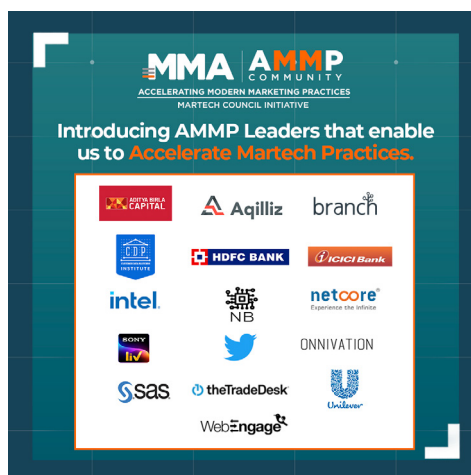 MMA AMMP
COMMUNITY
ACCELERATING MODERN MARKETING PRACTICES
MARTECH COUNCIL INITIATIVE
Introducing AMMP Leaders that enable
us to Accelerate Martech Practices.
ADITYA BIRLA
CAPITAL
Aqilliz
branch
CDP
INSTITUTE
HDFC BANK
ICICI Bank
intel.
NB
netcore
Experience the infinite
SONY
liv
ONNIVATION
sas
theTradeDesk
Unilever
WebEngage